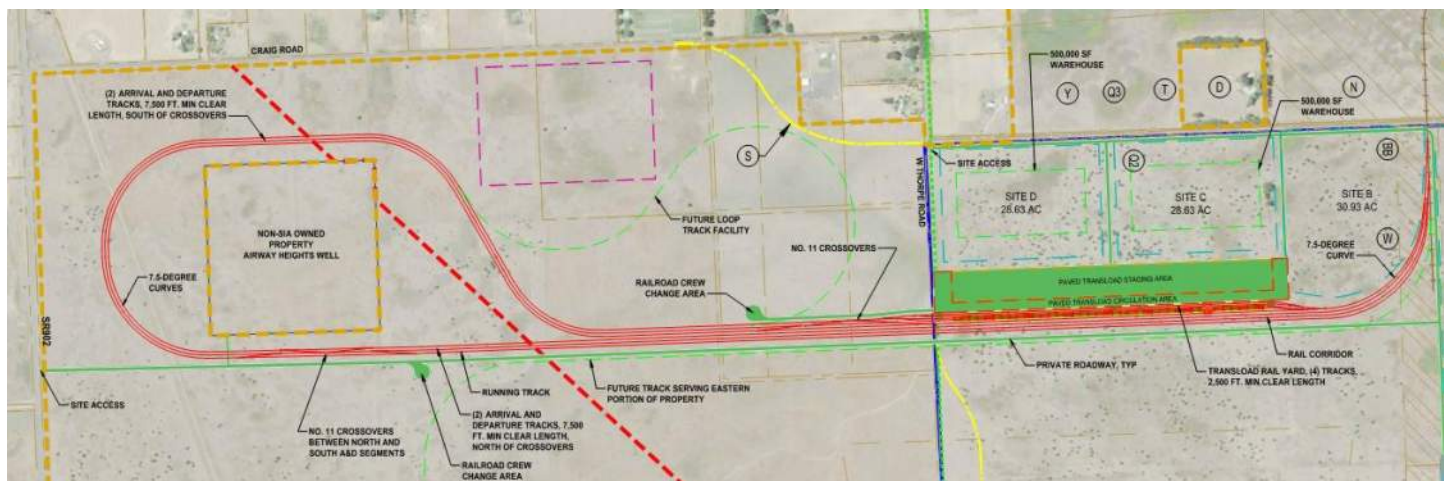 CRAIG ROAD
(2) ARRIVAL AND DEPARTURE
TRACKS, 7,500 FT. MIN CLEAR
LENGTH, SOUTH OF CROSSOVERS
500,000 SF
WAREHOUSE
Y
Q3
T
D
N
500,000 SF
WAREHOUSE
S
SITE ACCESS
W THORPE ROAD
Q2
BB
SITE D
28.63 AC
SITE C
28.63 AC
SITE B
30.93 AC
W
7.5-DEGREE
CURVE
FUTURE LOOP
TRACK FACILITY
NON-SIA OWNED
PROPERTY
AIRWAY HEIGHTS WELL
NO. 11 CROSSOVERS
7.5-DEGREE
CURVES
RAILROAD CREW
CHANGE AREA
PAVED TRANSLOAD STAGING AREA
PAVED TRANSLOAD CIRCULATION AREA
SR902
RAIL CORRIDOR
PRIVATE ROADWAY, TYP
TRANSLOAD RAIL YARD, (4) TRACKS,
2,500 FT. MIN.CLEAR LENGTH
SITE ACCESS
RUNNING TRACK
FUTURE TRACK SERVING EASTERN
PORTION OF PROPERTY
NO. 11 CROSSOVERS
BETWEEN NORTH AND
SOUTH A&D SEGMENTS
(2) ARRIVAL AND
DEPARTURE TRACKS, 7,500
FT. MIN CLEAR LENGTH,
NORTH OF CROSSOVERS
RAILROAD CREW
CHANGE AREA